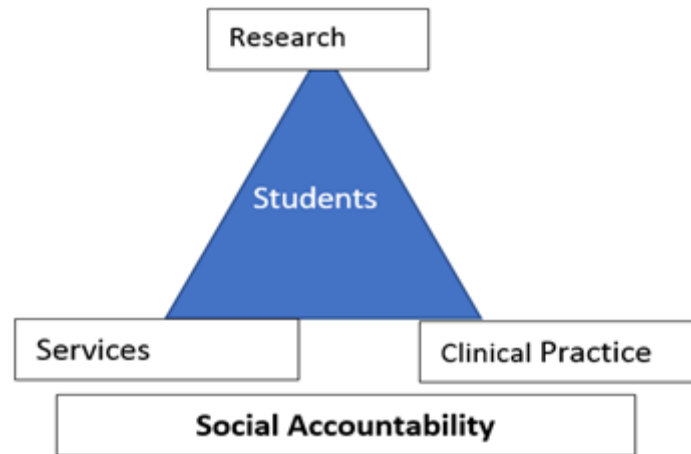 Research
Students
Services
Clinical Practice
Social Accountability